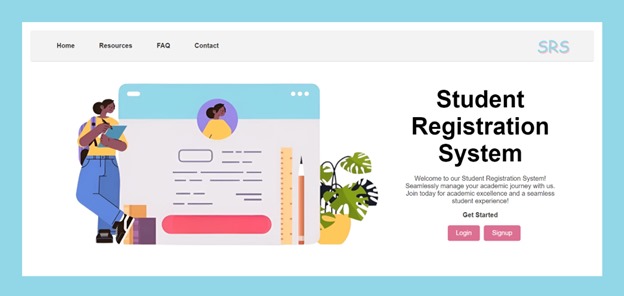 Home Resources FAQ Contact SRS
Student
Registration
System
Welcome to our Student Registration System!
Seamlessly manage your academic journey with us.
Join today for academic excellence and a seamless
student experience!
Get Started
Login Signup